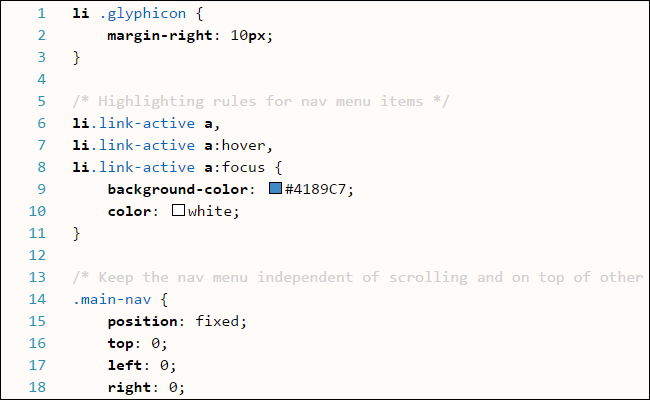 1 li .glyphicon {
2     margin-right: 10px;
3 }
4
5 /* Highlighting rules for nav menu items */
6 li.link-active a,
7 li.link-active a:hover,
8 li.link-active a:focus {
9     background-color: #4189C7;
10     color: white;
11 }
12
13 /* Keep the nav menu independent of scrolling and on top of other
14 .main-nav {
15     position: fixed;
16     top: 0;
17     left: 0;
18     right: 0;